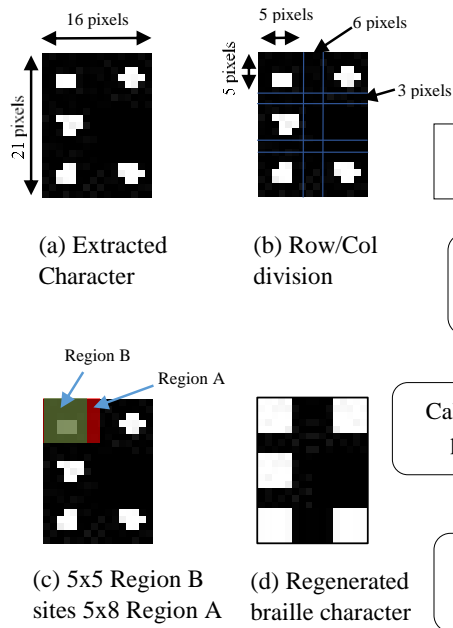 16 pixels
21 pixels
(a) Extracted
Character
5
pixels
5 pixels
6
pixels
3 pixels
(b) Row/Col
division
Region B
Region A
(c) 5x5 Region B
sites 5x8 Region A
(d) Regenerated
braille character
Ca